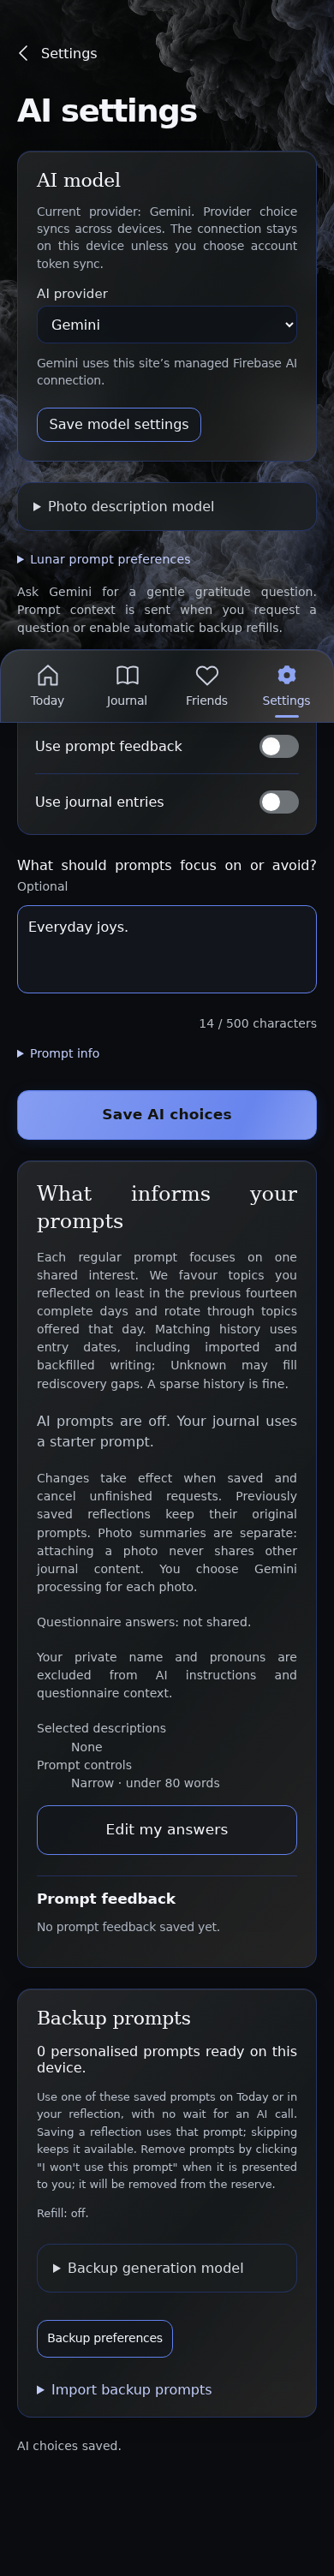 Settings
AI settings
AI model
Current provider: Gemini. Provider choice
syncs across devices. The connection stays
on this device unless you choose account
token sync.
AI provider
Gemini
Gemini uses this site’s managed Firebase AI
connection.
Save model settings
Photo description model
Lunar prompt preferences
Ask Gemini for a gentle gratitude question.
Prompt context is sent when you request a
question or enable automatic backup refills.
Today
Journal
Friends
Settings
Use prompt feedback
Use journal entries
What should prompts focus on or avoid?
Optional
Everyday joys.
14 / 500 characters
Prompt info
Save AI choices
What informs your
prompts
Each regular prompt focuses on one
shared interest. We favour topics you
reflected on least in the previous fourteen
complete days and rotate through topics
offered that day. Matching history uses
entry dates, including imported and
backfilled writing; Unknown may fill
rediscovery gaps. A sparse history is fine.
AI prompts are off. Your journal uses
a starter prompt.
Changes take effect when saved and
cancel unfinished requests. Previously
saved reflections keep their original
prompts. Photo summaries are separate:
attaching a photo never shares other
journal content. You choose Gemini
processing for each photo.
Questionnaire answers: not shared.
Your private name and pronouns are
excluded from AI instructions and
questionnaire context.
Selected descriptions
None
Prompt controls
Narrow · under 80 words
Edit my answers
Prompt feedback
No prompt feedback saved yet.
Backup prompts
0 personalised prompts ready on this
device.
Use one of these saved prompts on Today or in
your reflection, with no wait for an AI call.
Saving a reflection uses that prompt; skipping
keeps it available. Remove prompts by clicking
"I won't use this prompt" when it is presented
to you; it will be removed from the reserve.
Refill: off.
Backup generation model
Backup preferences
Import backup prompts
AI choices saved.